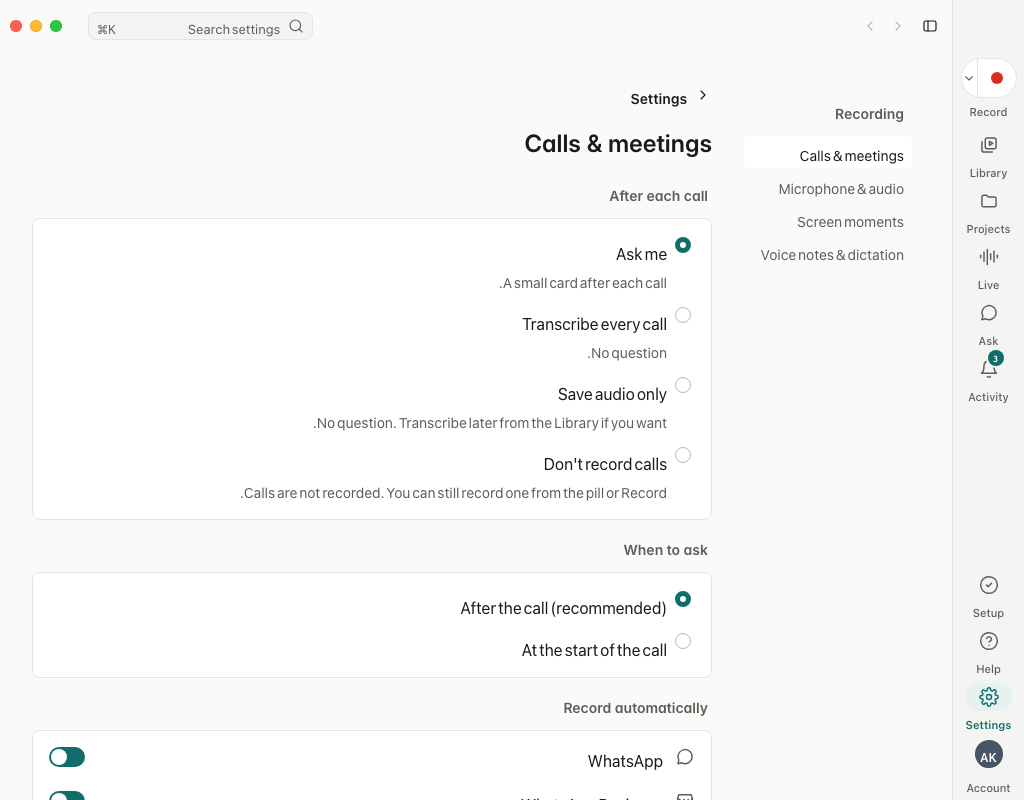 ⌘K
Search settings
Settings
Calls & meetings
After each call
Ask me
A small card after each call.
Transcribe every call
No question.
Save audio only
No question. Transcribe later from the Library if you want.
Don't record calls
Calls are not recorded. You can still record one from the pill or Record.
When to ask
After the call (recommended)
At the start of the call
Record automatically
WhatsApp
Recording
Calls & meetings
Microphone & audio
Screen moments
Voice notes & dictation
Record
Library
Projects
Live
Ask
3
Activity
Setup
Help
Settings
AK
Account